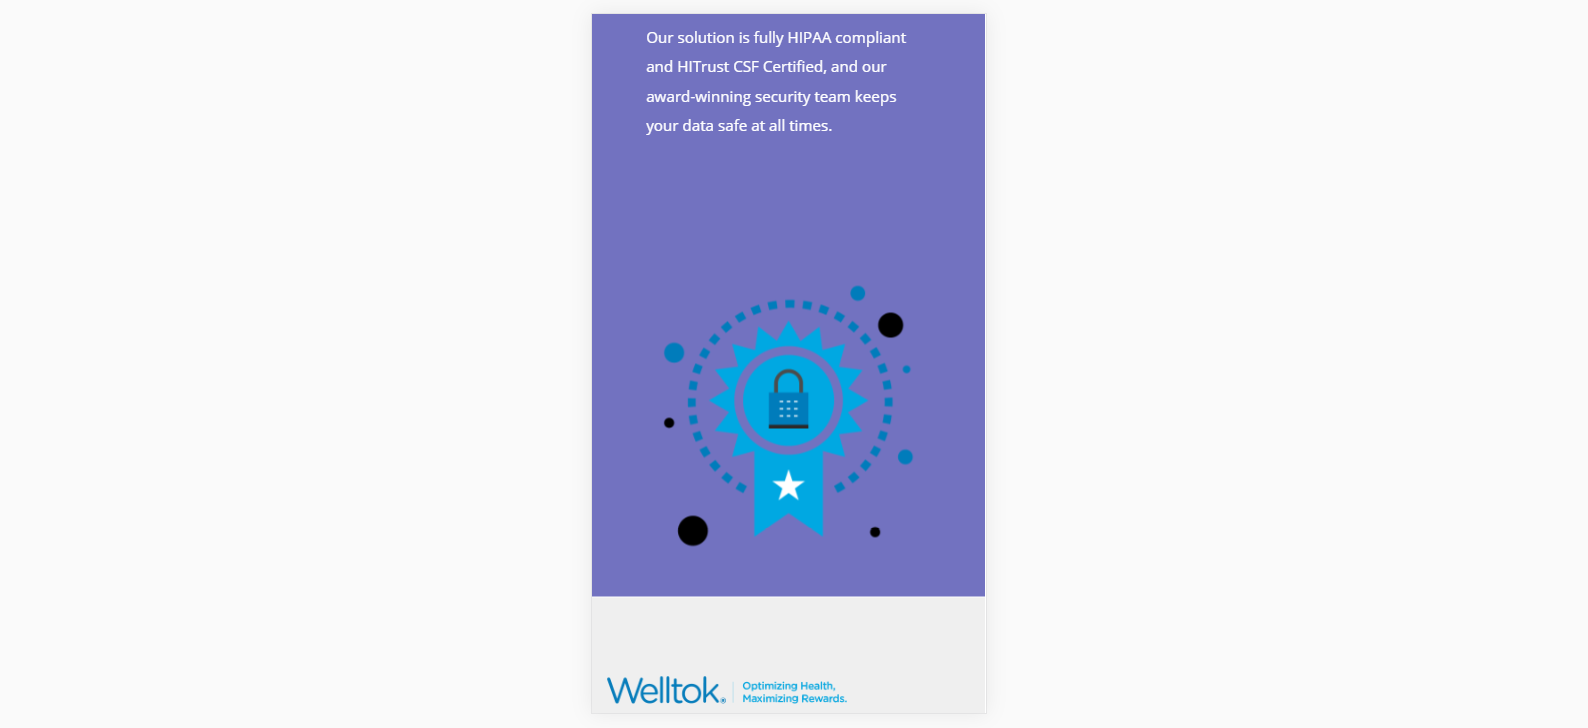 Our solution is fully HIPAA compliant
and HITrust CSF Certified, and our
award-winning security team keeps
your data safe at all times.
Welltok®
Optimizing Health,
Maximizing Rewards.